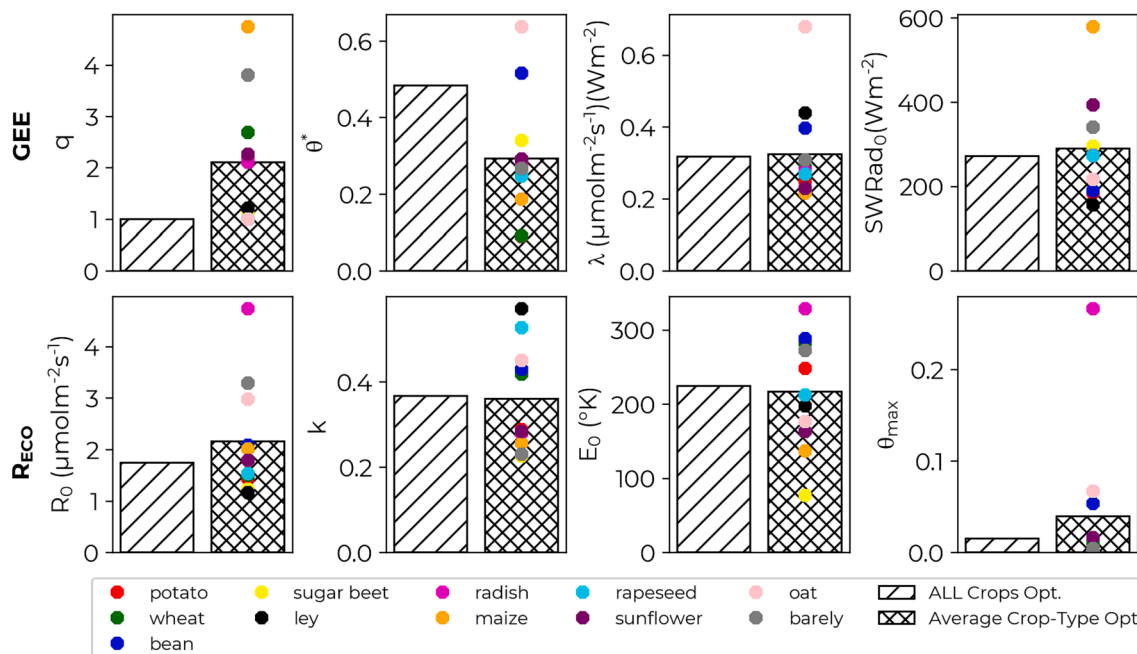 GEE
q
4
3
2
1
0
θ*
0.6
0.4
0.2
0.0
λ (μmolm⁻²s⁻¹)(Wm⁻²)
0.6
0.4
0.2
0.0
SWRad₀(Wm⁻²)
600
400
200
0
R_ECO
R₀ (μmolm⁻²s⁻¹)
4
3
2
1
0
k
0.4
0.2
0.0
E₀ (°K)
300
200
100
0
θ_max
0.2
0.1
0.0
potato sugar beet radish rapeseed oat ALL Crops Opt.
wheat ley maize sunflower barely Average Crop-Type Opt
bean